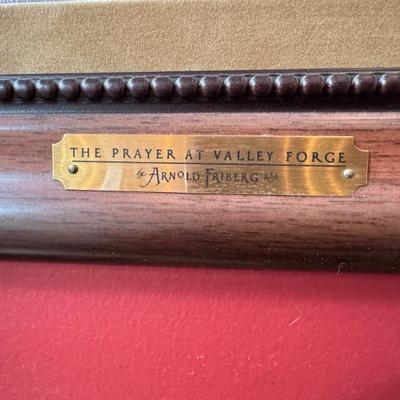 THE PRAYER AT VALLEY FORGE
by ARNOLD FRIBERG